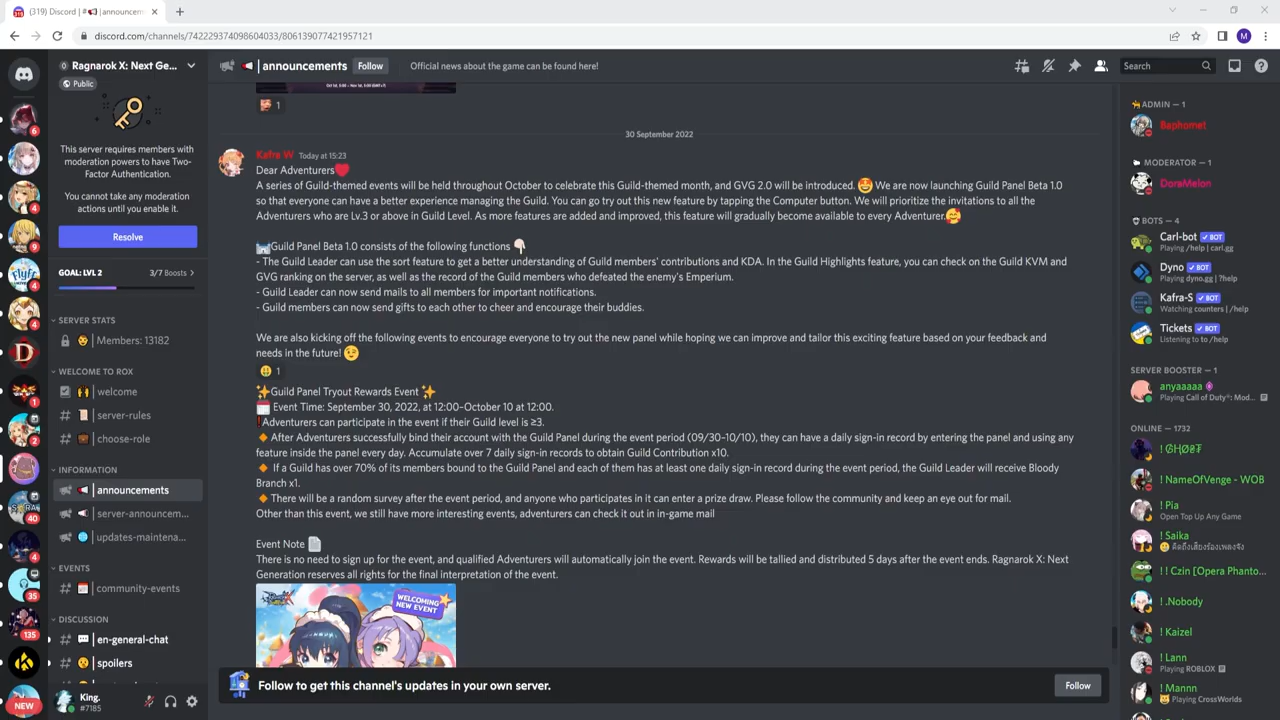 (319) Discord | #📢| announcem
discord.com/channels/742229374098604033/806139077421957121
M
Ragnarok X: Next Ge...
Public
This server requires members with
moderation powers to have Two-
Factor Authentication.
You cannot take any moderation
actions until you enable it.
Resolve
GOAL: LVL 2
3/7 Boosts
SERVER STATS
Members: 13182
WELCOME TO ROX
| welcome
| server-rules
| choose-role
INFORMATION
| announcements
| server-announcem...
| updates-maintena...
EVENTS
| community-events
DISCUSSION
| en-general-chat
| spoilers
King.
#7185
6
4
9
4
4
1
2
40
4
35
135
NEW
| announcements
Follow
Official news about the game can be found here!
Search
1
30 September 2022
Kafra W Today at 15:23
Dear Adventurers❤️
A series of Guild-themed events will be held throughout October to celebrate this Guild-themed month, and GVG 2.0 will be introduced. 🤩 We are now launching Guild Panel Beta 1.0
so that everyone can have a better experience managing the Guild. You can go try out this new feature by tapping the Computer button. We will prioritize the invitations to all the
Adventurers who are Lv.3 or above in Guild Level. As more features are added and improved, this feature will gradually become available to every Adventurer.🥰
Guild Panel Beta 1.0 consists of the following functions 👇🏻
- The Guild Leader can use the sort feature to get a better understanding of Guild members' contributions and KDA. In the Guild Highlights feature, you can check on the Guild KVM and
GVG ranking on the server, as well as the record of the Guild members who defeated the enemy's Emperium.
- Guild Leader can now send mails to all members for important notifications.
- Guild members can now send gifts to each other to cheer and encourage their buddies.
We are also kicking off the following events to encourage everyone to try out the new panel while hoping we can improve and tailor this exciting feature based on your feedback and
needs in the future! 😉
1
✨Guild Panel Tryout Rewards Event ✨
Event Time: September 30, 2022, at 12:00–October 10 at 12:00.
❗Adventurers can participate in the event if their Guild level is ≥3.
🔸 After Adventurers successfully bind their account with the Guild Panel during the event period (09/30–10/10), they can have a daily sign-in record by entering the panel and using any
feature inside the panel every day. Accumulate over 7 daily sign-in records to obtain Guild Contribution x10.
🔸 If a Guild has over 70% of its members bound to the Guild Panel and each of them has at least one daily sign-in record during the event period, the Guild Leader will receive Bloody
Branch x1.
🔸 There will be a random survey after the event period, and anyone who participates in it can enter a prize draw. Please follow the community and keep an eye out for mail.
Other than this event, we still have more interesting events, adventurers can check it out in in-game mail
Event Note 📄
There is no need to sign up for the event, and qualified Adventurers will automatically join the event. Rewards will be tallied and distributed 5 days after the event ends. Ragnarok X: Next
Generation reserves all rights for the final interpretation of the event.
WELCOMING
NEW EVENT
Follow to get this channel's updates in your own server.
Follow
ADMIN — 1
Baphomet
MODERATOR — 1
DoraMelon
BOTS — 4
Carl-bot ✔ BOT
Playing /help | carl.gg
Dyno ✔ BOT
Playing dyno.gg | ?help
Kafra-S ✔ BOT
Watching counters | /help
Tickets ✔ BOT
Listening to to /help
SERVER BOOSTER — 1
anyaaaaa
Playing Call of Duty®: Mod...
ONLINE — 1732
! NameOfVenge - WOB
! Pia
Open Top Up Any Game
! Saika
คิดถึงเสียงร้องเพลงจัง
! ! Czin [Opera Phanto...
! .Nobody
! Kaizel
! Lann
Playing ROBLOX
! Mannn
Playing CrossWorlds